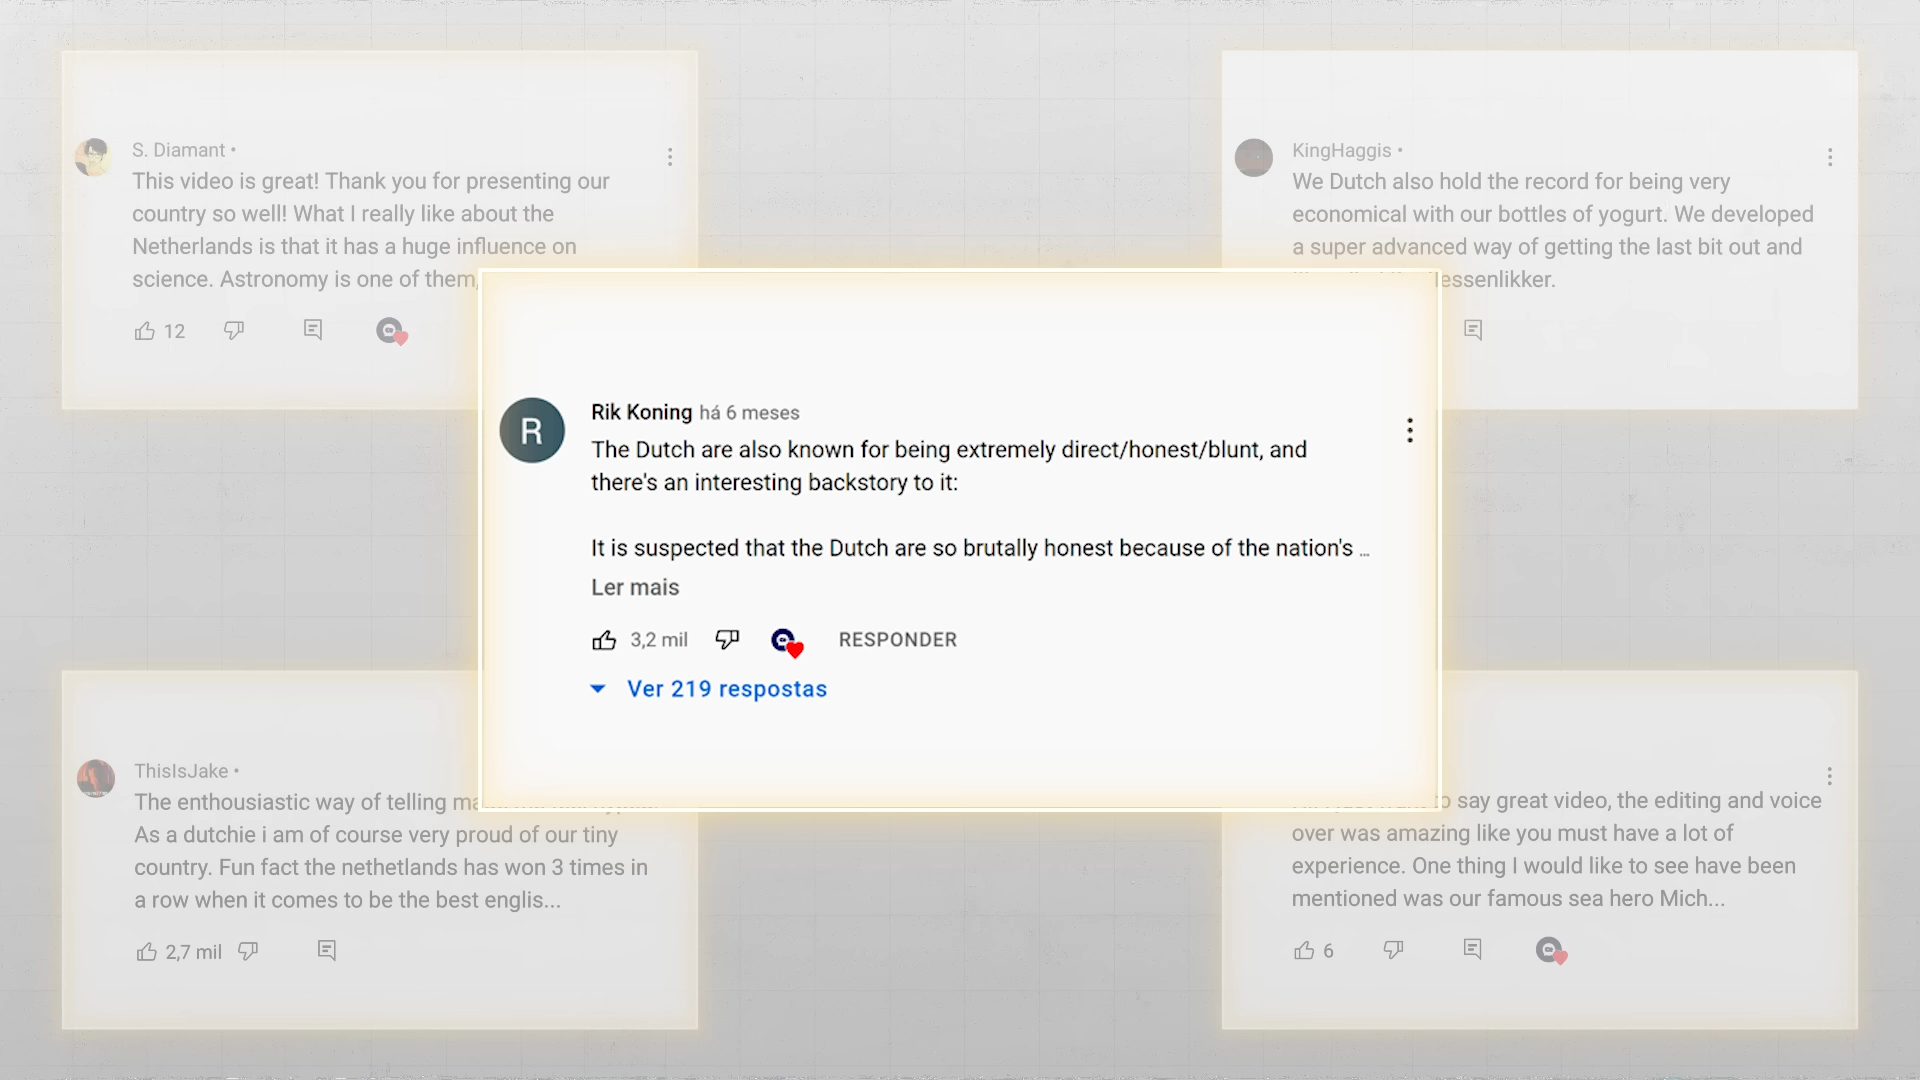 S. Diamant •
This video is great! Thank you for presenting our
country so well! What I really like about the
Netherlands is that it has a huge influence on
science. Astronomy is one of them,
12
KingHaggis •
We Dutch also hold the record for being very
economical with our bottles of yogurt. We developed
a super advanced way of getting the last bit out and
lessenlikker.
R
Rik Koning há 6 meses
The Dutch are also known for being extremely direct/honest/blunt, and
there's an interesting backstory to it:
It is suspected that the Dutch are so brutally honest because of the nation's ...
Ler mais
3,2 mil
RESPONDER
Ver 219 respostas
ThisIsJake •
The enthousiastic way of telling
As a dutchie i am of course very proud of our tiny
country. Fun fact the nethetlands has won 3 times in
a row when it comes to be the best englis...
2,7 mil
say great video, the editing and voice
over was amazing like you must have a lot of
experience. One thing I would like to see have been
mentioned was our famous sea hero Mich...
6